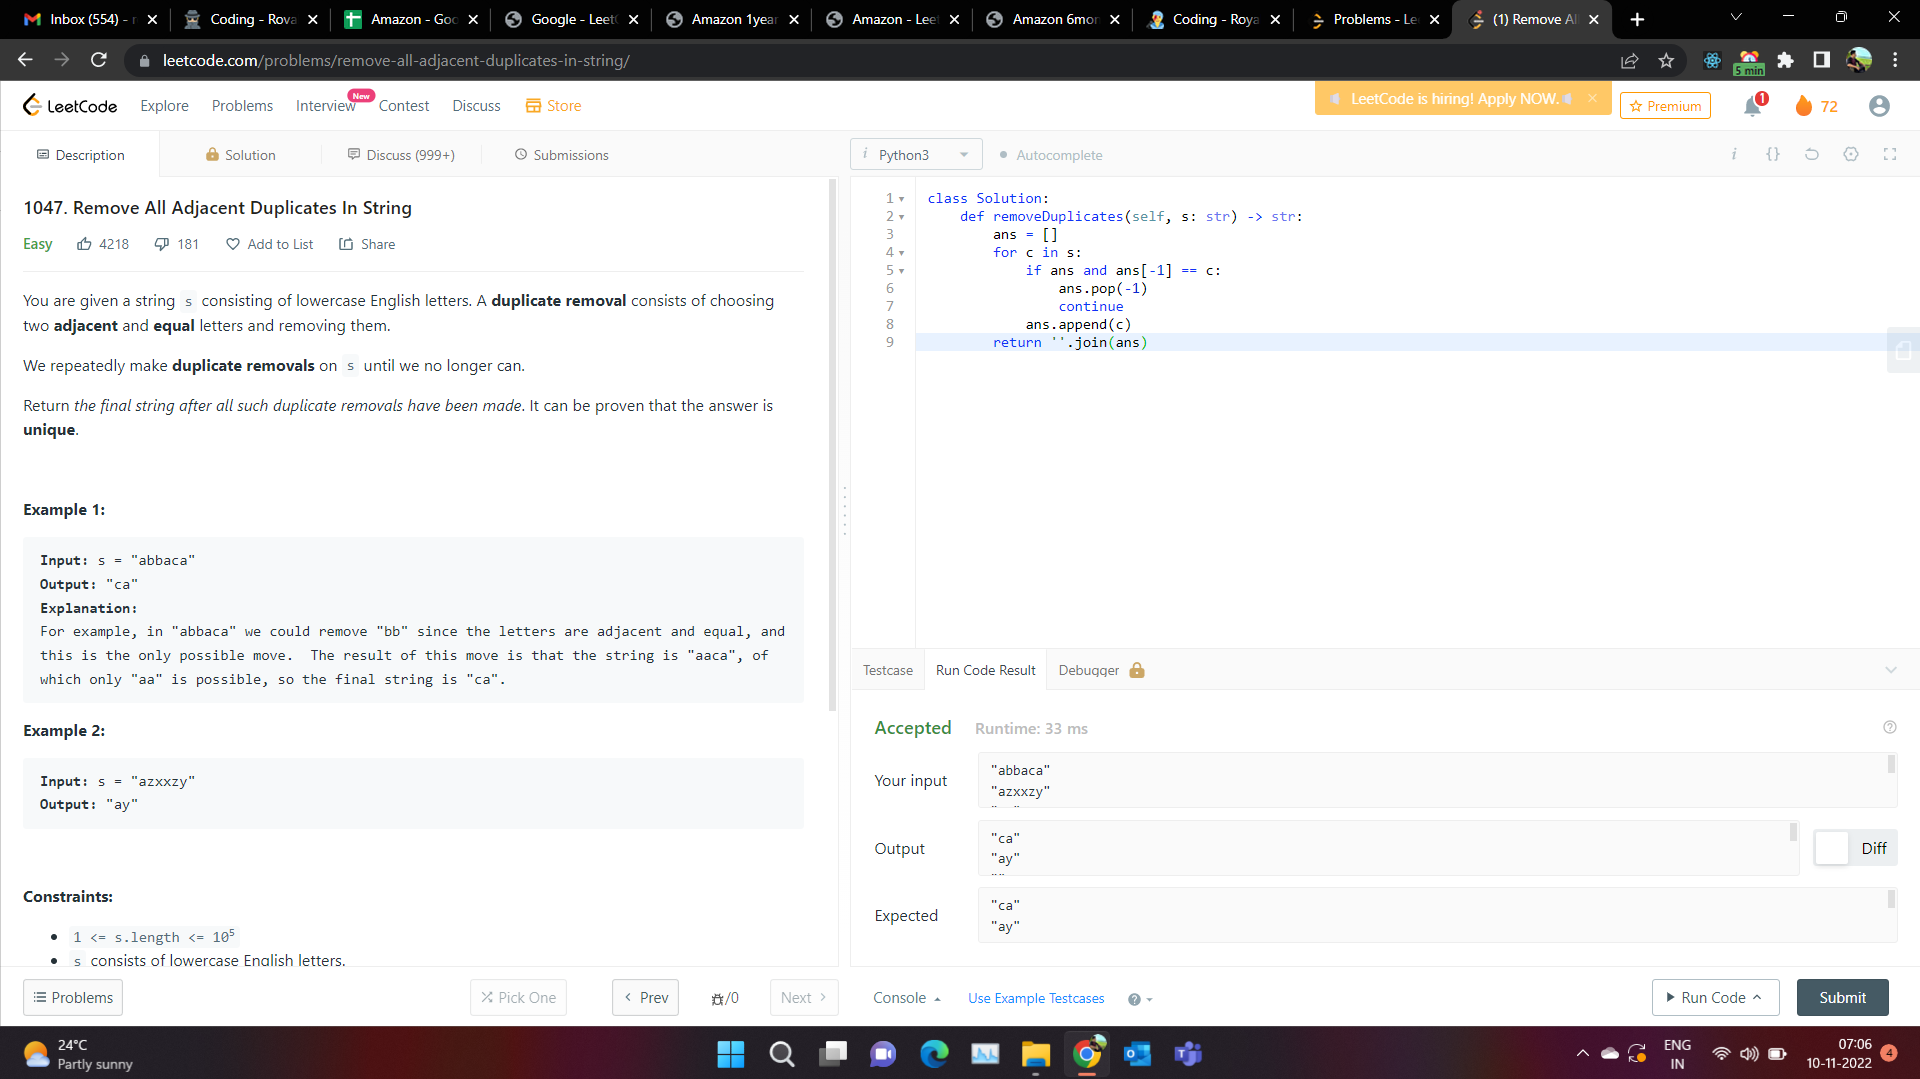 Inbox (554) - r
Coding - Rova
Amazon - Goo
Google - Leet
Amazon 1year
Amazon - Lee
Amazon 6mon
Coding - Roya
Problems - Le
(1) Remove Al
leetcode.com/problems/remove-all-adjacent-duplicates-in-string/
5 min
LeetCode
Explore
Problems
Interview
New
Contest
Discuss
Store
LeetCode is hiring! Apply NOW.
Premium
1
72
Description
Solution
Discuss (999+)
Submissions
i Python3
Autocomplete
1047. Remove All Adjacent Duplicates In String
Easy 4218 181 Add to List Share
You are given a string s consisting of lowercase English letters. A duplicate removal consists of choosing
two adjacent and equal letters and removing them.
We repeatedly make duplicate removals on s until we no longer can.
Return the final string after all such duplicate removals have been made. It can be proven that the answer is
unique.
Example 1:
Input: s = "abbaca"
Output: "ca"
Explanation:
For example, in "abbaca" we could remove "bb" since the letters are adjacent and equal, and
this is the only possible move.  The result of this move is that the string is "aaca", of
which only "aa" is possible, so the final string is "ca".
Example 2:
Input: s = "azxxzy"
Output: "ay"
Constraints:
1 <= s.length <= 10⁵
s consists of lowercase English letters.
Problems
Pick One
Prev
/0
Next
1 class Solution:
2 def removeDuplicates(self, s: str) -> str:
3 ans = []
4 for c in s:
5 if ans and ans[-1] == c:
6 ans.pop(-1)
7 continue
8 ans.append(c)
9 return ''.join(ans)
Testcase
Run Code Result
Debugger
Accepted Runtime: 33 ms
Your input
"abbaca"
"azxxzy"
Output
"ca"
"ay"
Diff
Expected
"ca"
"ay"
Console
Use Example Testcases
Run Code
Submit
24°C
Partly sunny
ENG
IN
07:06
10-11-2022
4